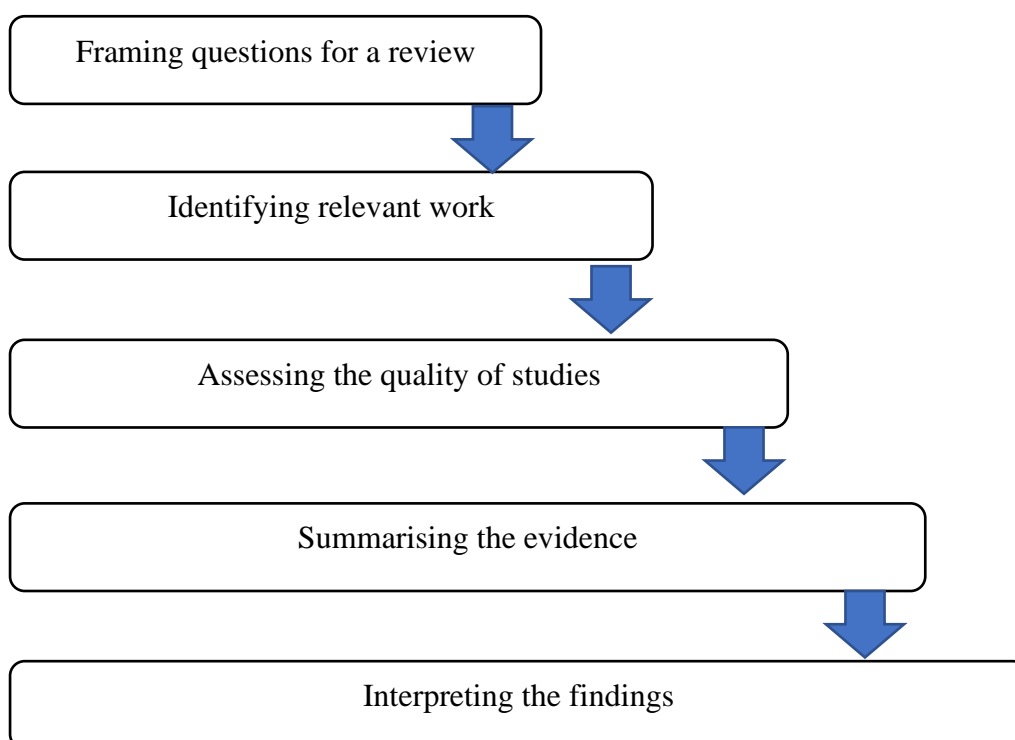 Framing questions for a review
Identifying relevant work
Assessing the quality of studies
Summarising the evidence
Interpreting the findings